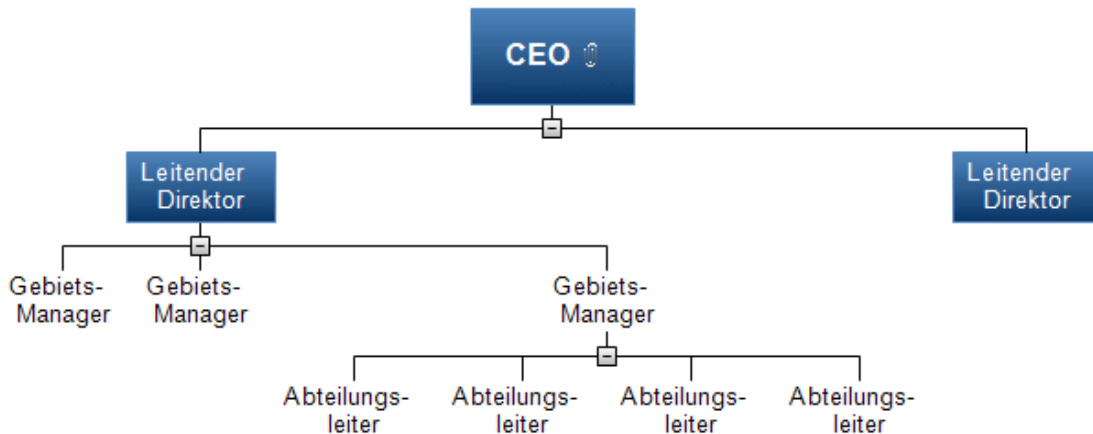 CEO
Leitender
Direktor
Leitender
Direktor
Gebiets-
Manager
Gebiets-
Manager
Gebiets-
Manager
Abteilungs-
leiter
Abteilungs-
leiter
Abteilungs-
leiter
Abteilungs-
leiter